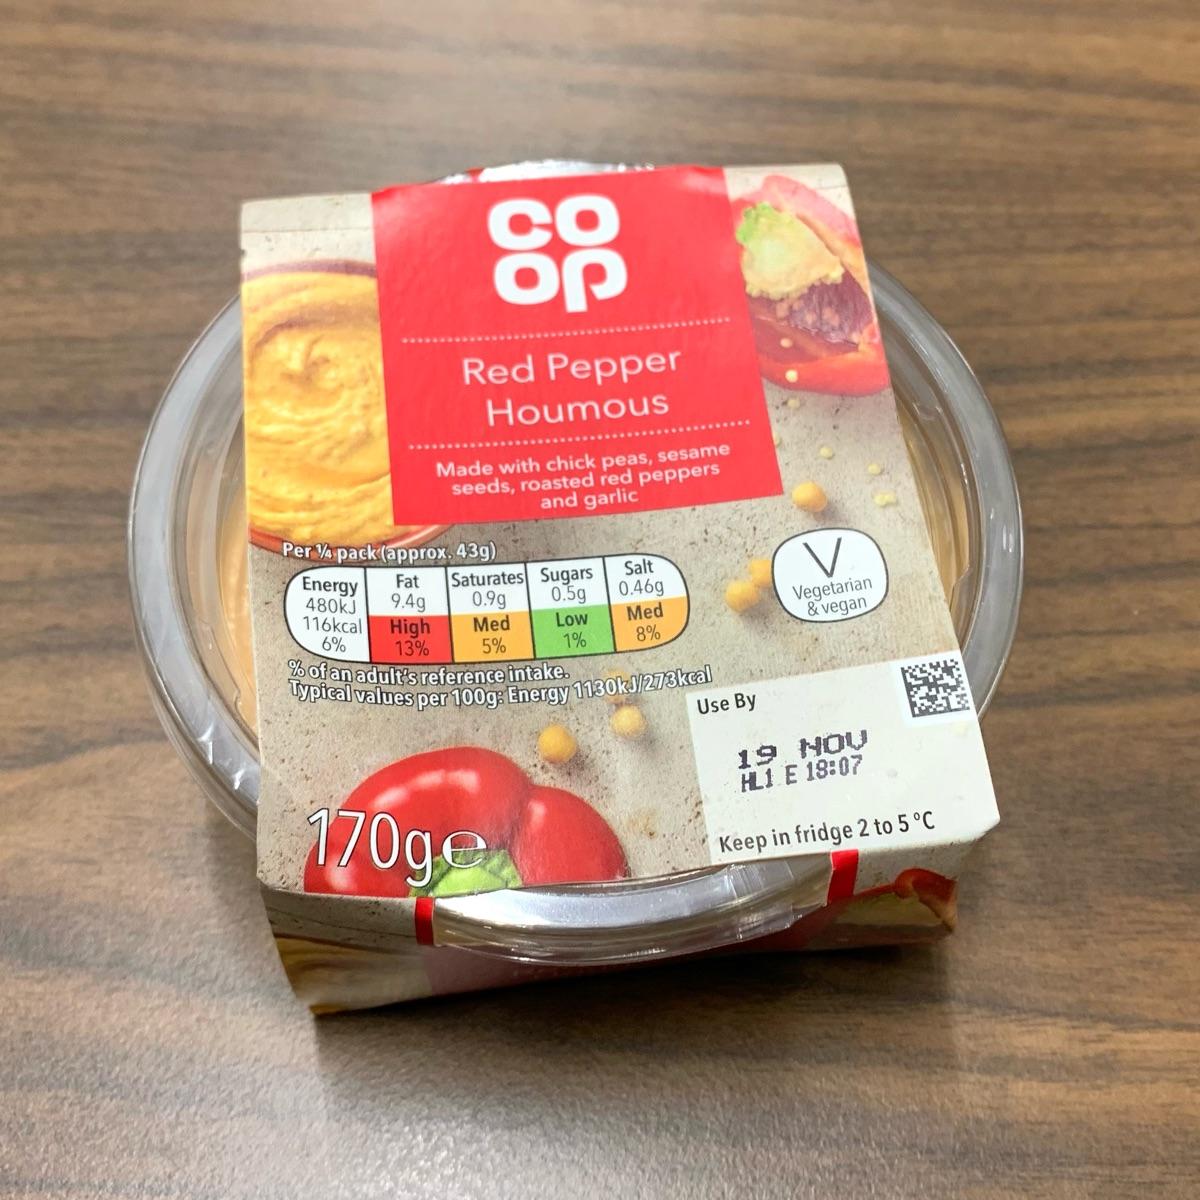 CO
OP
Red Pepper
Houmous
Made with chick peas, sesame
seeds, roasted red peppers
and garlic
Per ¼ pack (approx. 43g)
Energy 480kJ 116kcal 6%
Fat 9.4g High 13%
Saturates 0.9g Med 5%
Sugars 0.5g Low 1%
Salt 0.46g Med 8%
% of an adult's reference intake.
Typical values per 100g: Energy 1130kJ/273kcal
V
Vegetarian
& vegan
Use By
19 NOV
HL1 E 18:07
Keep in fridge 2 to 5 °C
170g℮